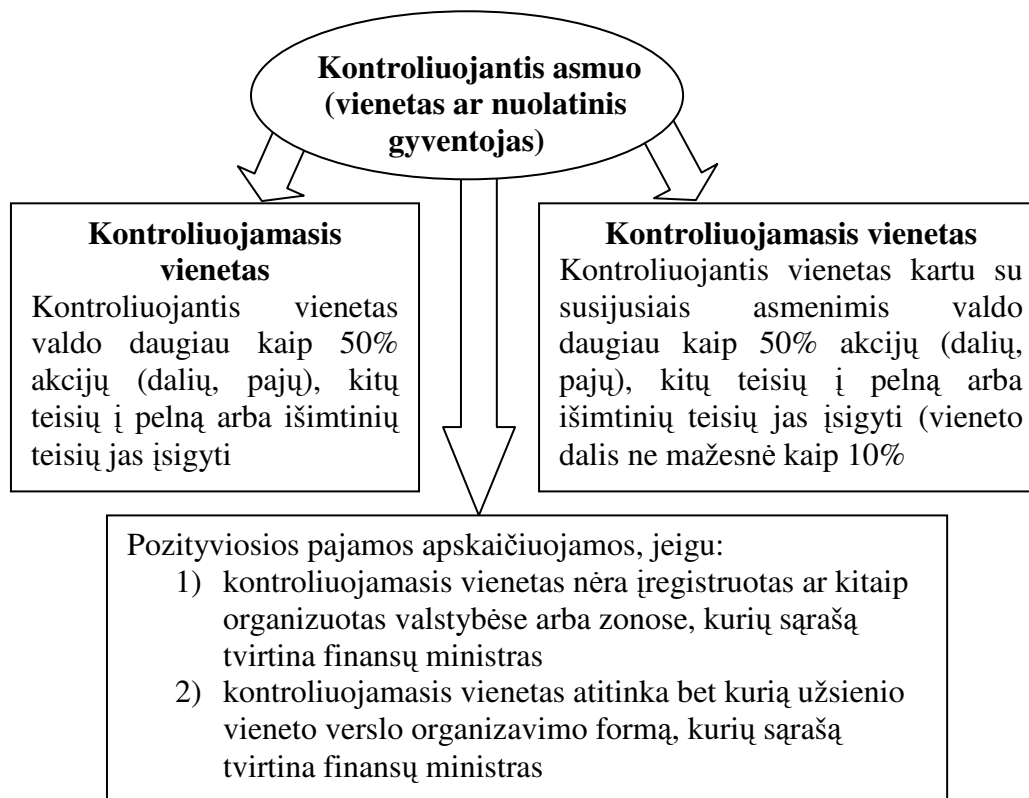 Kontroliuojantis asmuo
(vienetas ar nuolatinis
gyventojas)
Kontroliuojamasis
vienetas
Kontroliuojantis vienetas
valdo daugiau kaip 50%
akcijų (dalių, pajų), kitų
teisių į pelną arba išimtinių
teisių jas įsigyti
Kontroliuojamasis vienetas
Kontroliuojantis vienetas kartu su
susijusiais asmenimis valdo
daugiau kaip 50% akcijų (dalių,
pajų), kitų teisių į pelną arba
išimtinių teisių jas įsigyti (vieneto
dalis ne mažesnė kaip 10%
Pozityviosios pajamos apskaičiuojamos, jeigu:
1) kontroliuojamasis vienetas nėra įregistruotas ar kitaip
organizuotas valstybėse arba zonose, kurių sąrašą
tvirtina finansų ministras
2) kontroliuojamasis vienetas atitinka bet kurią užsienio
vieneto verslo organizavimo formą, kurių sąrašą
tvirtina finansų ministras